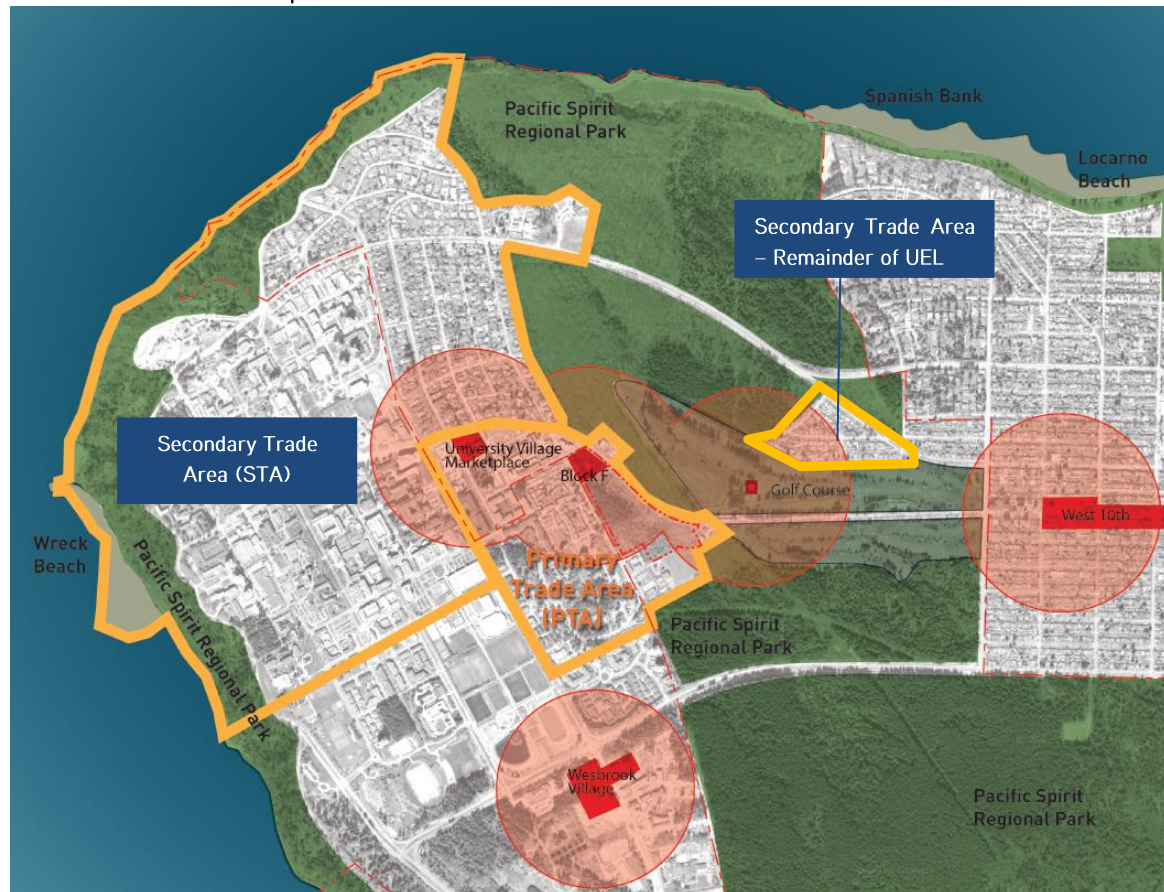 Pacific Spirit
Regional Park
Spanish Bank
Locarno
Beach
Secondary Trade Area
– Remainder of UEL
Secondary Trade
Area (STA)
University Village
Marketplace
Block F
Golf Course
West 10th
Wreck
Beach
Pacific Spirit Regional Park
Primary
Trade Area
(PTA)
Pacific Spirit
Regional Park
Wesbrook
Village
Pacific Spirit
Regional Park